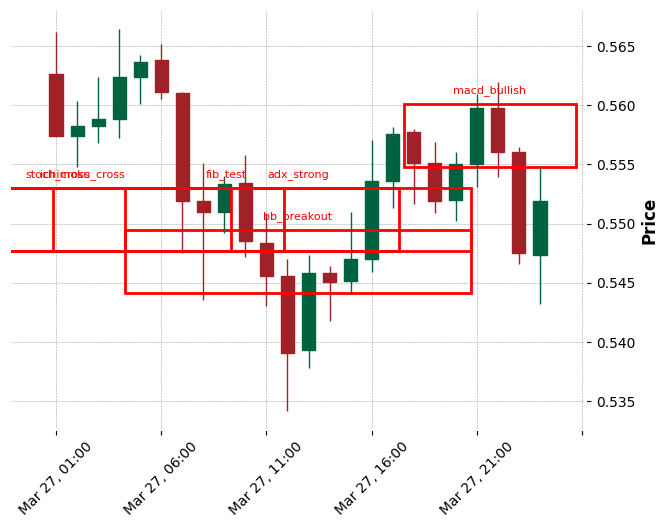 0.565
0.560
0.555
0.550
0.545
0.540
0.535
Price
macd_bullish
ichimoku_cross
fib_test
adx_strong
bb_breakout
Mar 27, 01:00
Mar 27, 06:00
Mar 27, 11:00
Mar 27, 16:00
Mar 27, 21:00